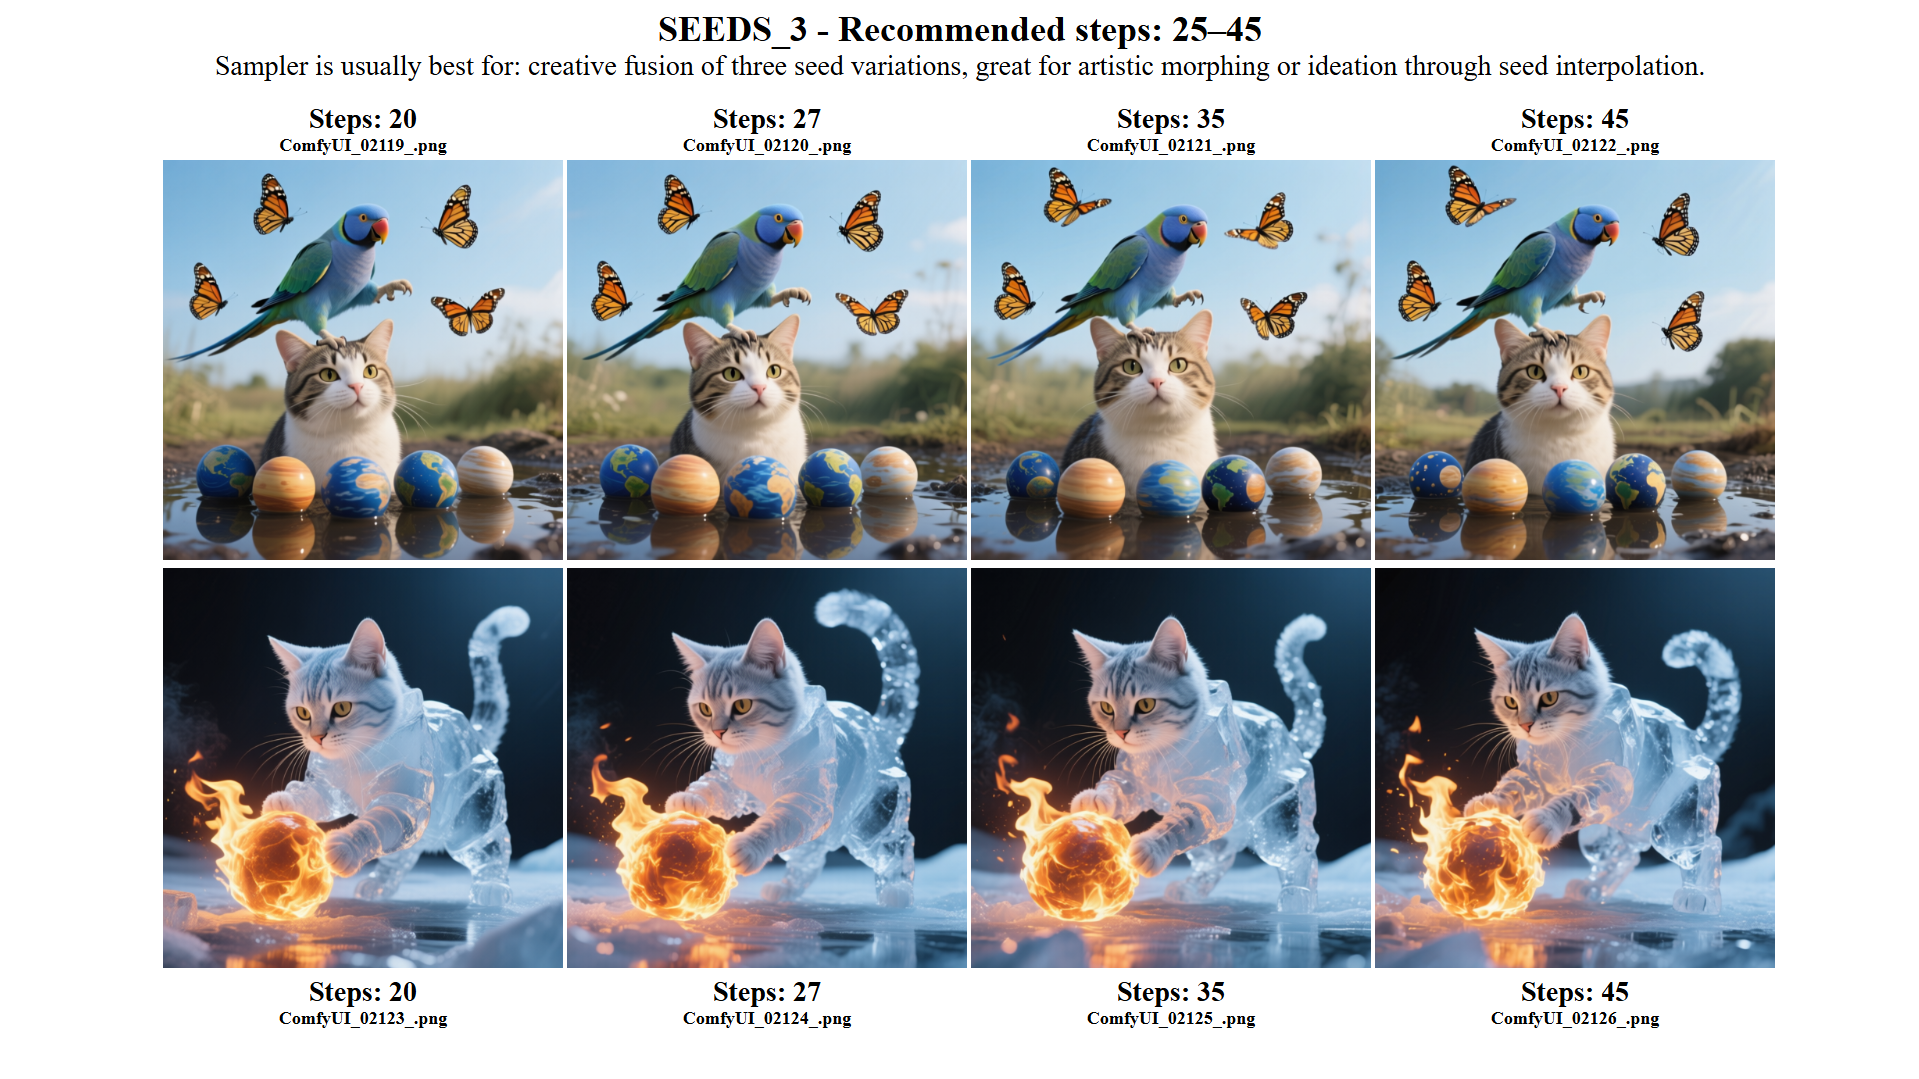 SEEDS_3 - Recommended steps: 25–45
Sampler is usually best for: creative fusion of three seed variations, great for artistic morphing or ideation through seed interpolation.
Steps: 20
ComfyUI_02119_.png
Steps: 27
ComfyUI_02120_.png
Steps: 35
ComfyUI_02121_.png
Steps: 45
ComfyUI_02122_.png
Steps: 20
ComfyUI_02123_.png
Steps: 27
ComfyUI_02124_.png
Steps: 35
ComfyUI_02125_.png
Steps: 45
ComfyUI_02126_.png